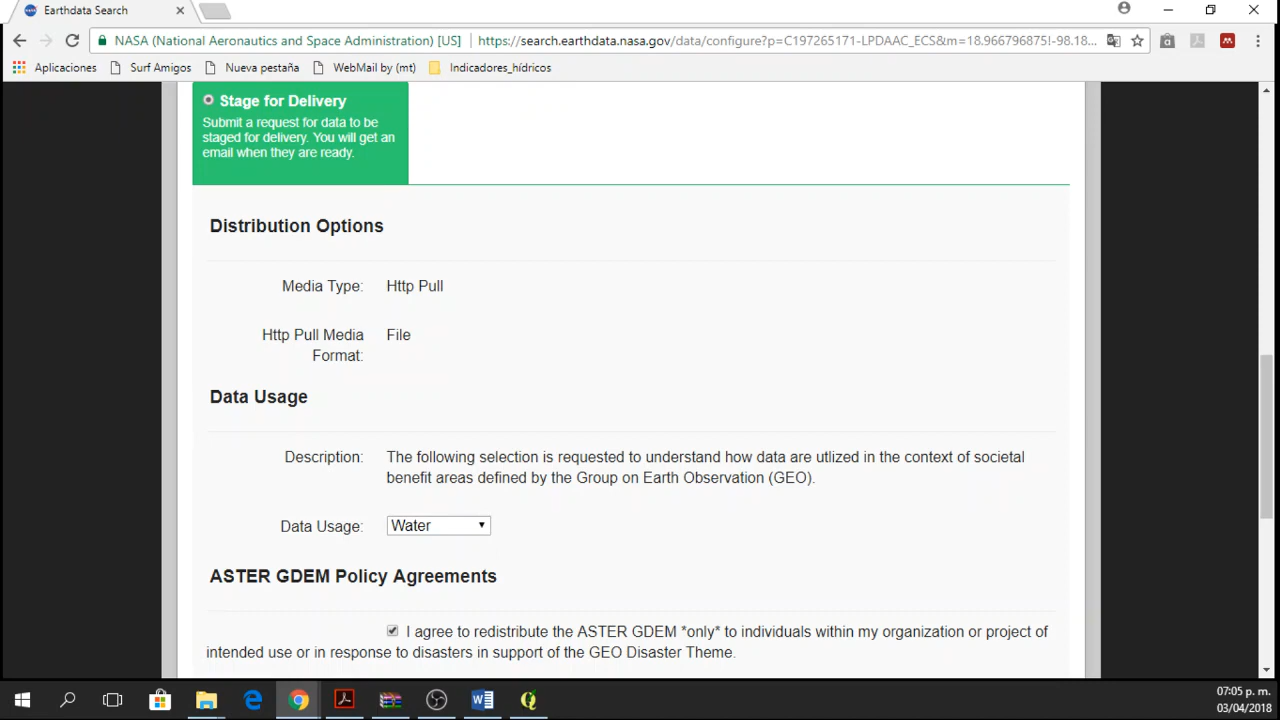 Earthdata Search
NASA (National Aeronautics and Space Administration) [US] https://search.earthdata.nasa.gov/data/configure?p=C197265171-LPDAAC_ECS&m=18.966796875!-98.18...
Aplicaciones Surf Amigos Nueva pestaña WebMail by (mt) Indicadores_hídricos
Stage for Delivery
Submit a request for data to be
staged for delivery. You will get an
email when they are ready.
Distribution Options
Media Type: Http Pull
Http Pull Media File
Format:
Data Usage
Description: The following selection is requested to understand how data are utlized in the context of societal
benefit areas defined by the Group on Earth Observation (GEO).
Data Usage: Water
ASTER GDEM Policy Agreements
I agree to redistribute the ASTER GDEM *only* to individuals within my organization or project of
intended use or in response to disasters in support of the GEO Disaster Theme.
07:05 p. m.
03/04/2018